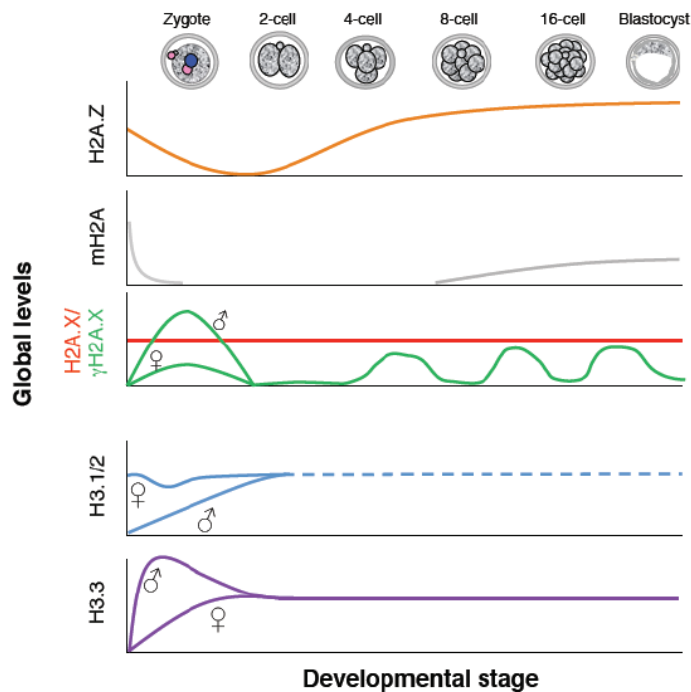 Zygote 2-cell 4-cell 8-cell 16-cell Blastocyst
Global levels
H2A.Z
mH2A
H2A.X/
γH2A.X
♂
♀
H3.1/2
♀
♂
H3.3
♂
♀
Developmental stage